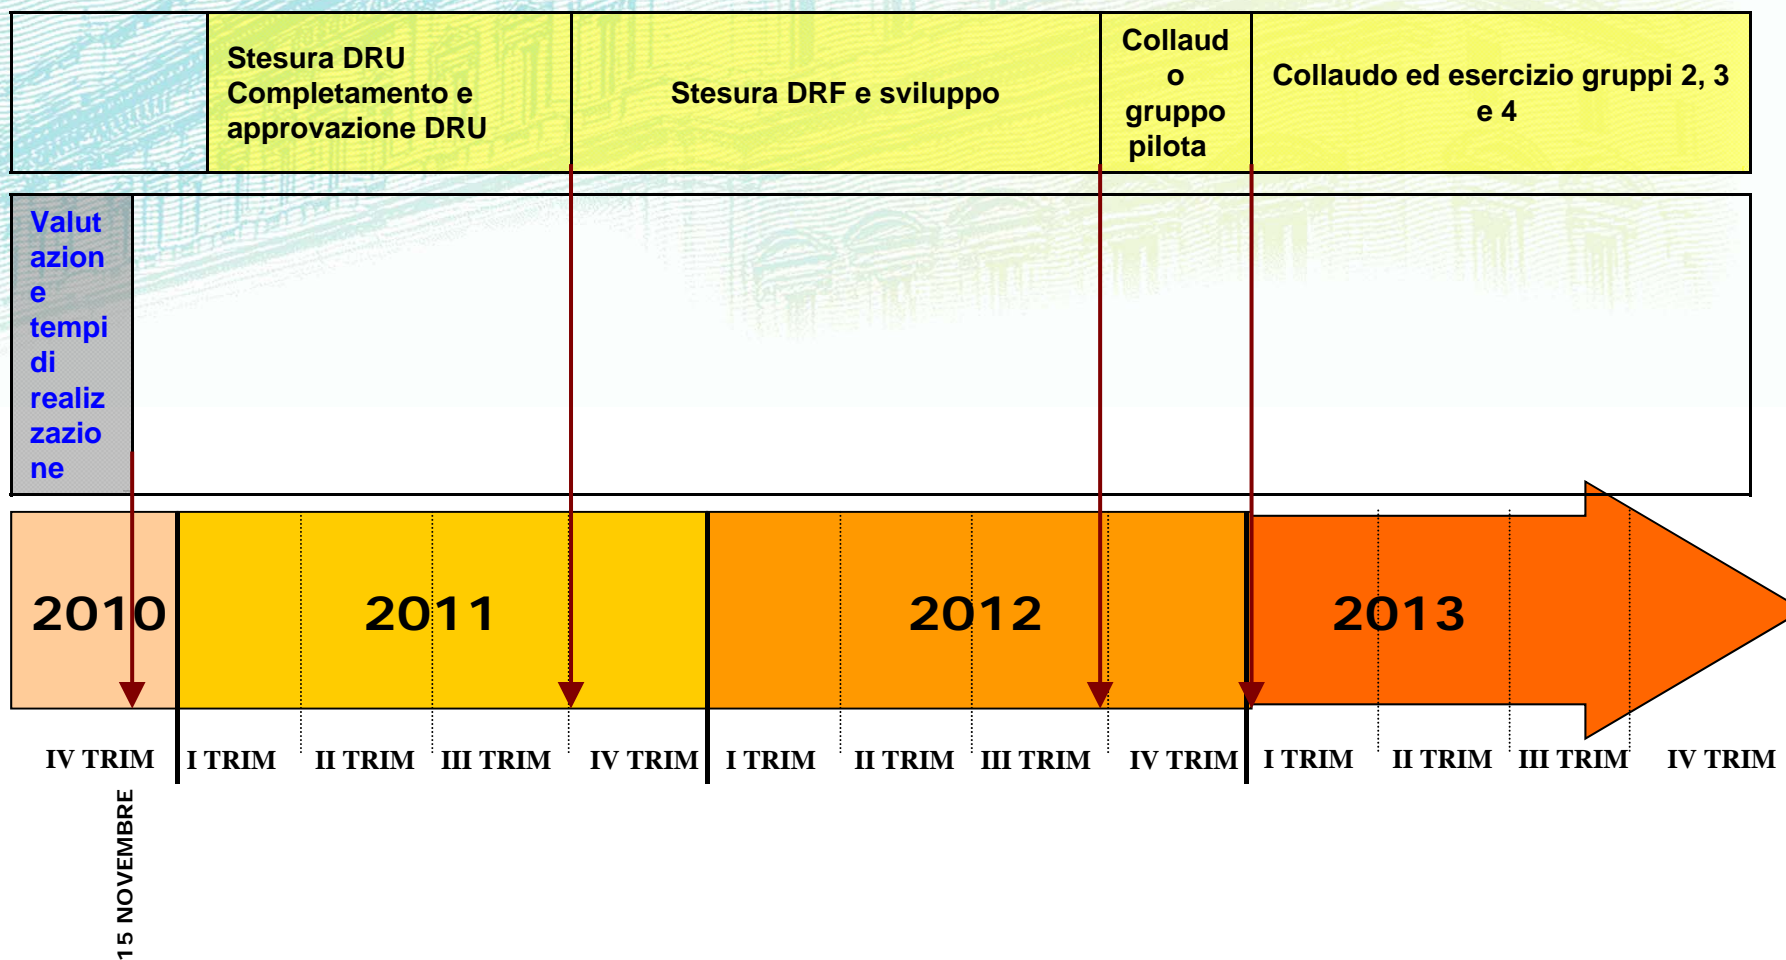 Stesura DRU
Completamento e
approvazione DRU
Stesura DRF e sviluppo
Collaud
o
gruppo
pilota
Collaudo ed esercizio gruppi 2, 3
e 4
Valut
azion
e
tempi
di
realiz
zazio
ne
2010
2011
2012
2013
IV TRIM
I TRIM
II TRIM
III TRIM
IV TRIM
I TRIM
II TRIM
III TRIM
IV TRIM
I TRIM
II TRIM
III TRIM
IV TRIM
15 NOVEMBRE